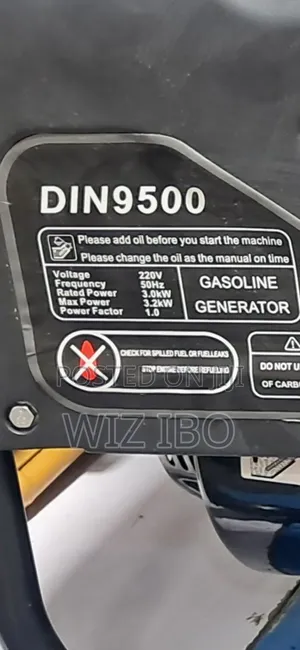 DIN9500
Please add oil before you start the machine
Please change the oil as the manual on time
Voltage 220V
Frequency 50Hz
Rated Power 3.0kW
Max Power 3.2kW
Power Factor 1.0
GASOLINE
GENERATOR
CHECK FOR SPILLED FUEL OR FUELLEAKS
STOP ENGINE BEFORE REFUELING
DO NOT U
OF CARB
POSTED ON JIJI
WIZ IBO